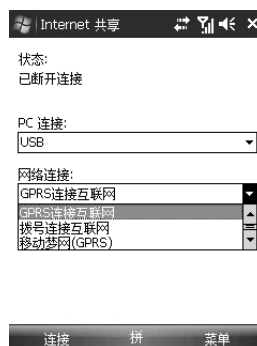 Internet 共享
状态:
已断开连接
PC 连接:
USB
网络连接:
GPRS连接互联网
GPRS连接互联网
拨号连接互联网
移动梦网(GPRS)
连接 拼 菜单